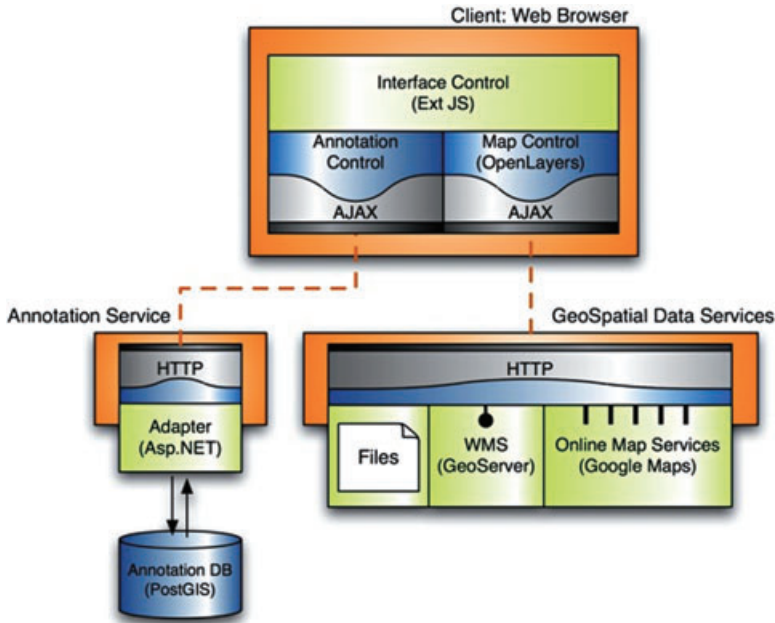 Client: Web Browser
Interface Control
(Ext JS)
Annotation
Control
Map Control
(OpenLayers)
AJAX
AJAX
Annotation Service
GeoSpatial Data Services
HTTP
HTTP
Adapter
(Asp.NET)
Files
WMS
(GeoServer)
Online Map Services
(Google Maps)
Annotation DB
(PostGIS)